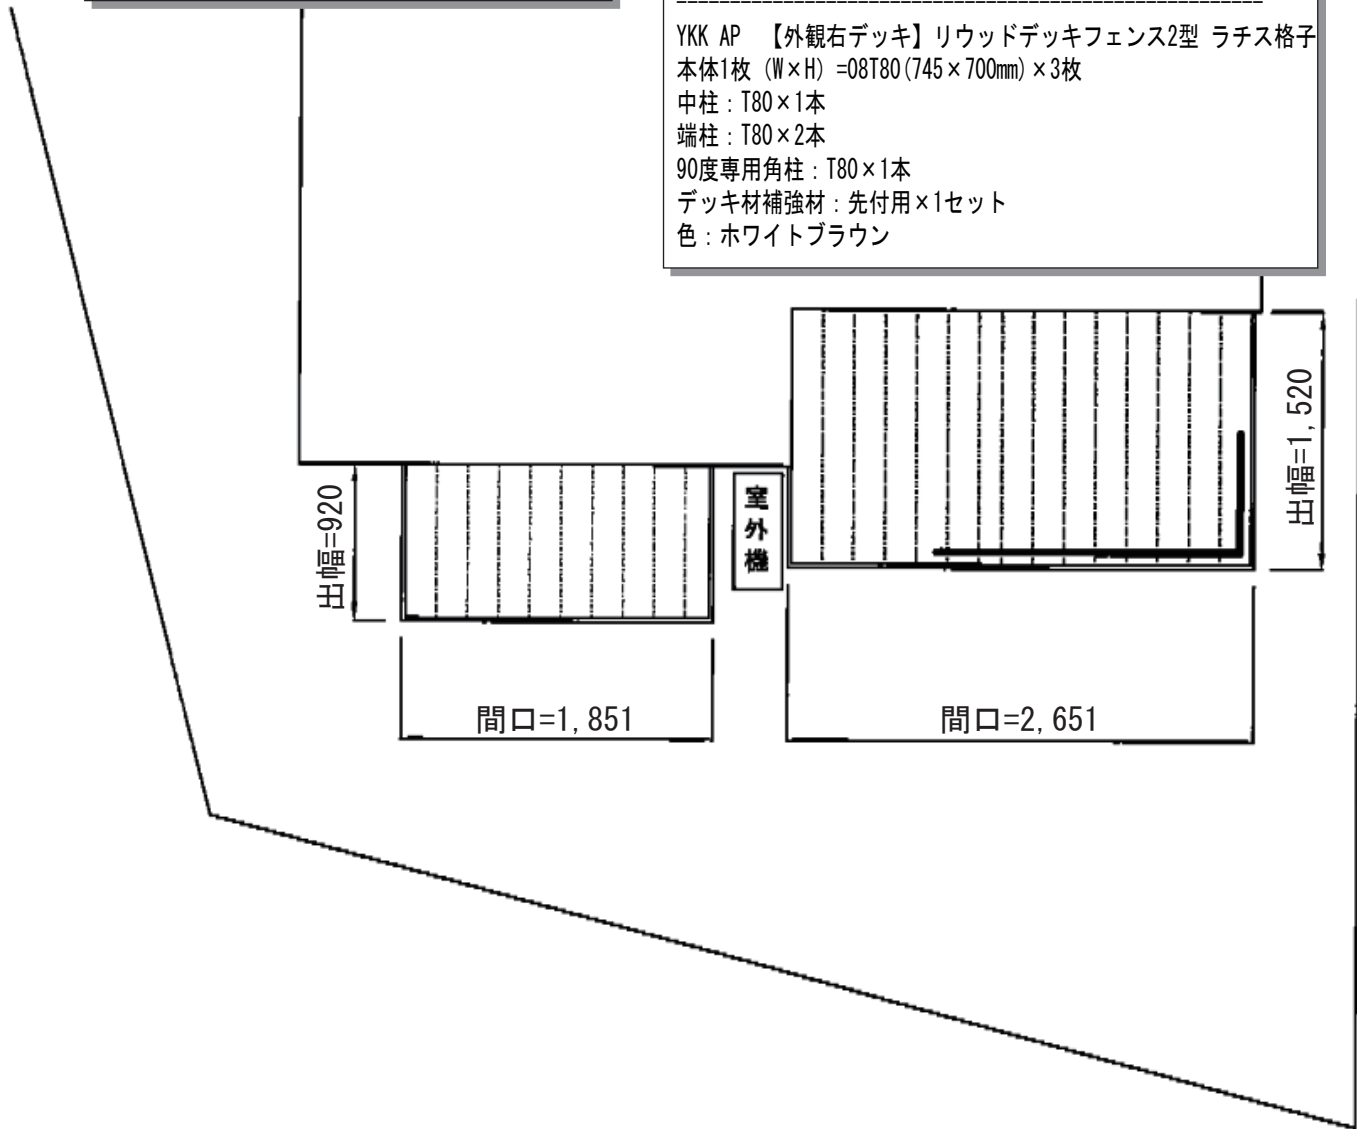 YKK AP 【外観右デッキ】リウッドデッキフェンス2型 ラチス格子
本体1枚（W×H）=08T80(745×700mm)×3枚
中柱：T80×1本
端柱：T80×2本
90度専用角柱：T80×1本
デッキ材補強材：先付用×1セット
色：ホワイトブラウン
出幅=1,520
出幅=920
室外機
間口=1,851
間口=2,651